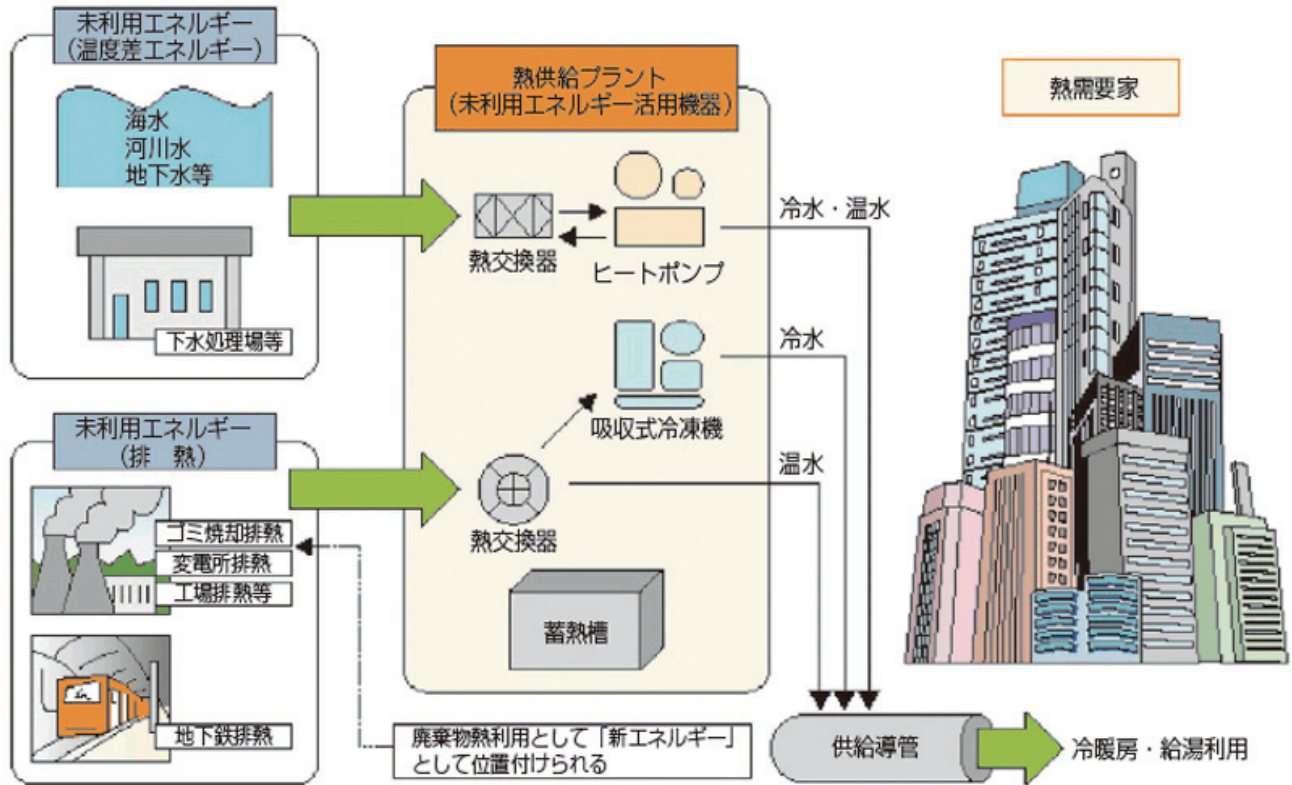 未利用エネルギー
(温度差エネルギー)
海水
河川水
地下水等
下水処理場等
未利用エネルギー
(排　熱)
ゴミ焼却排熱
変電所排熱
工場排熱等
地下鉄排熱
熱供給プラント
(未利用エネルギー活用機器)
熱交換器
ヒートポンプ
吸収式冷凍機
熱交換器
蓄熱槽
冷水・温水
冷水
温水
熱需要家
廃棄物熱利用として「新エネルギー」
として位置付けられる
供給導管
冷暖房・給湯利用